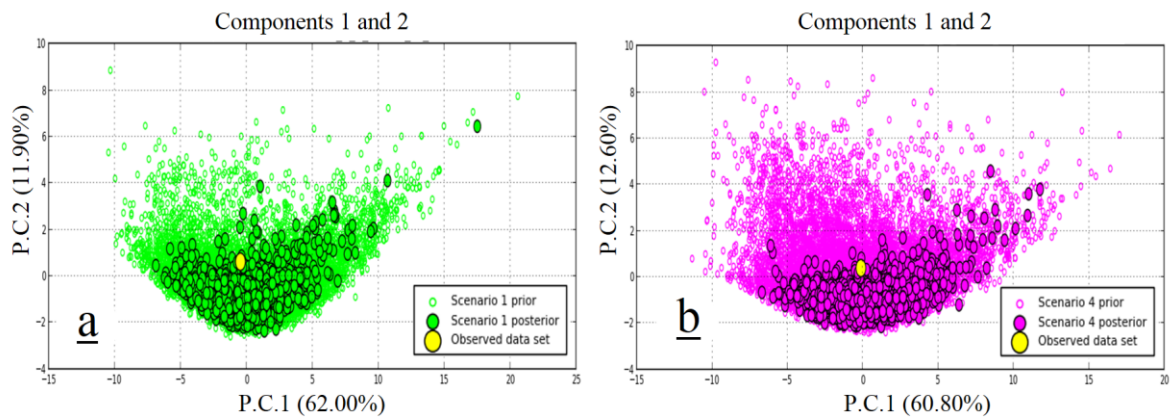 Components 1 and 2
P.C.2 (11.90%)
10
8
6
4
2
0
−2
−4
a
Scenario 1 prior
Scenario 1 posterior
Observed data set
−15 −10 −5 0 5 10 15 20 25
P.C.1 (62.00%)
Components 1 and 2
P.C.2 (12.60%)
10
8
6
4
2
0
−2
−4
b
Scenario 4 prior
Scenario 4 posterior
Observed data set
−15 −10 −5 0 5 10 15 20
P.C.1 (60.80%)